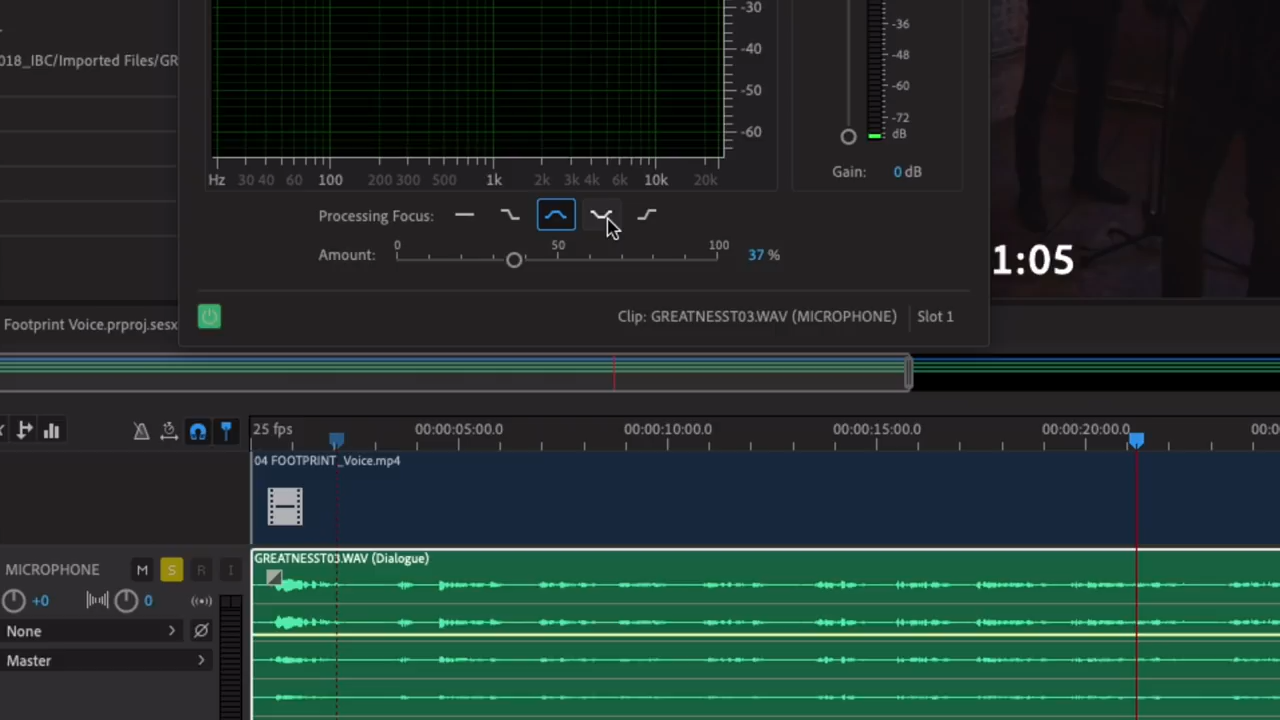 -30
-36
-40
-48
018_IBC/Imported Files/GR
-50
-60
-60
-72
dB
Hz 30 40 60 100 200 300 500 1k 2k 3k 4k 6k 10k 20k
Gain: 0 dB
Processing Focus:
Amount: 0 50 100 37 %
1:05
Footprint Voice.prproj.sesx
Clip: GREATNESST03.WAV (MICROPHONE) Slot 1
25 fps 00:00:05:00.0 00:00:10:00.0 00:00:15:00.0 00:00:20:00.0 00:0
04 FOOTPRINT_Voice.mp4
GREATNESST03.WAV (Dialogue)
MICROPHONE M S R I
+0 0
None
Master